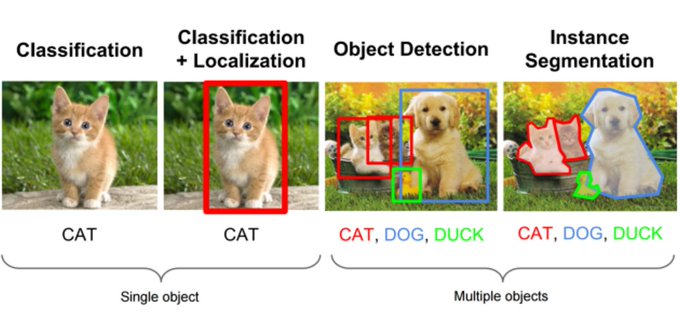 Classification
Classification
+ Localization
Object Detection
Instance
Segmentation
CAT
CAT
CAT, DOG, DUCK
CAT, DOG, DUCK
Single object
Multiple objects